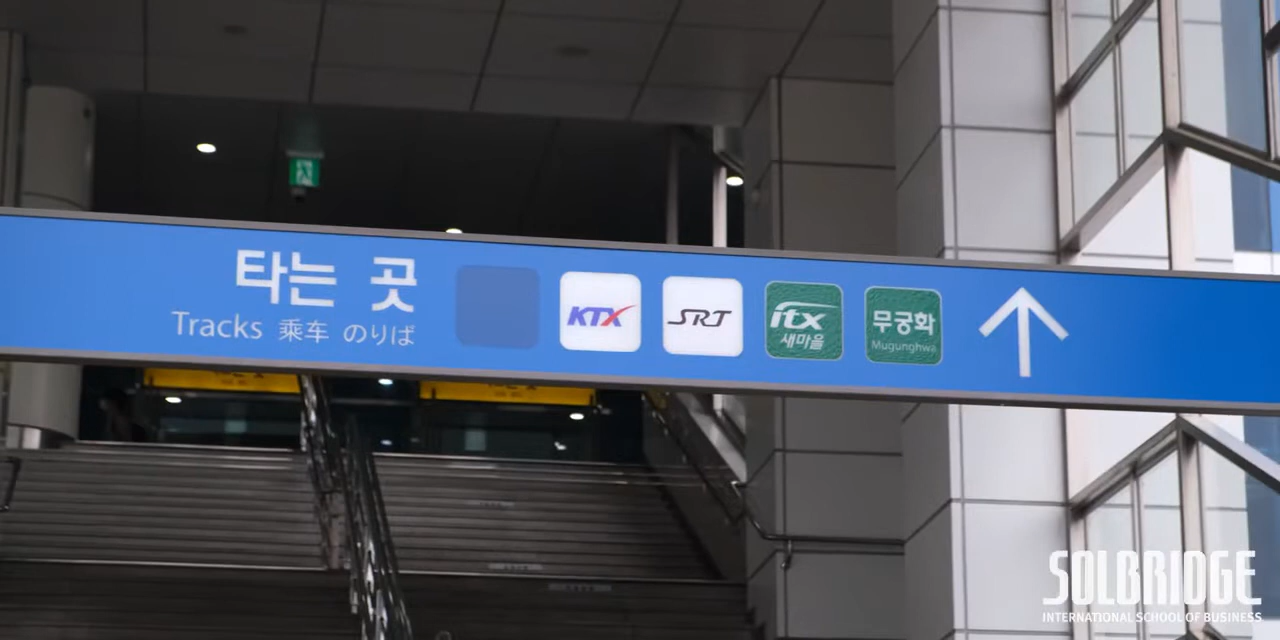 타는 곳
Tracks 乘车 のりば
KTX
SRT
itx
새마을
무궁화
Mugunghwa
SOLBRIDGE
INTERNATIONAL SCHOOL OF BUSINESS